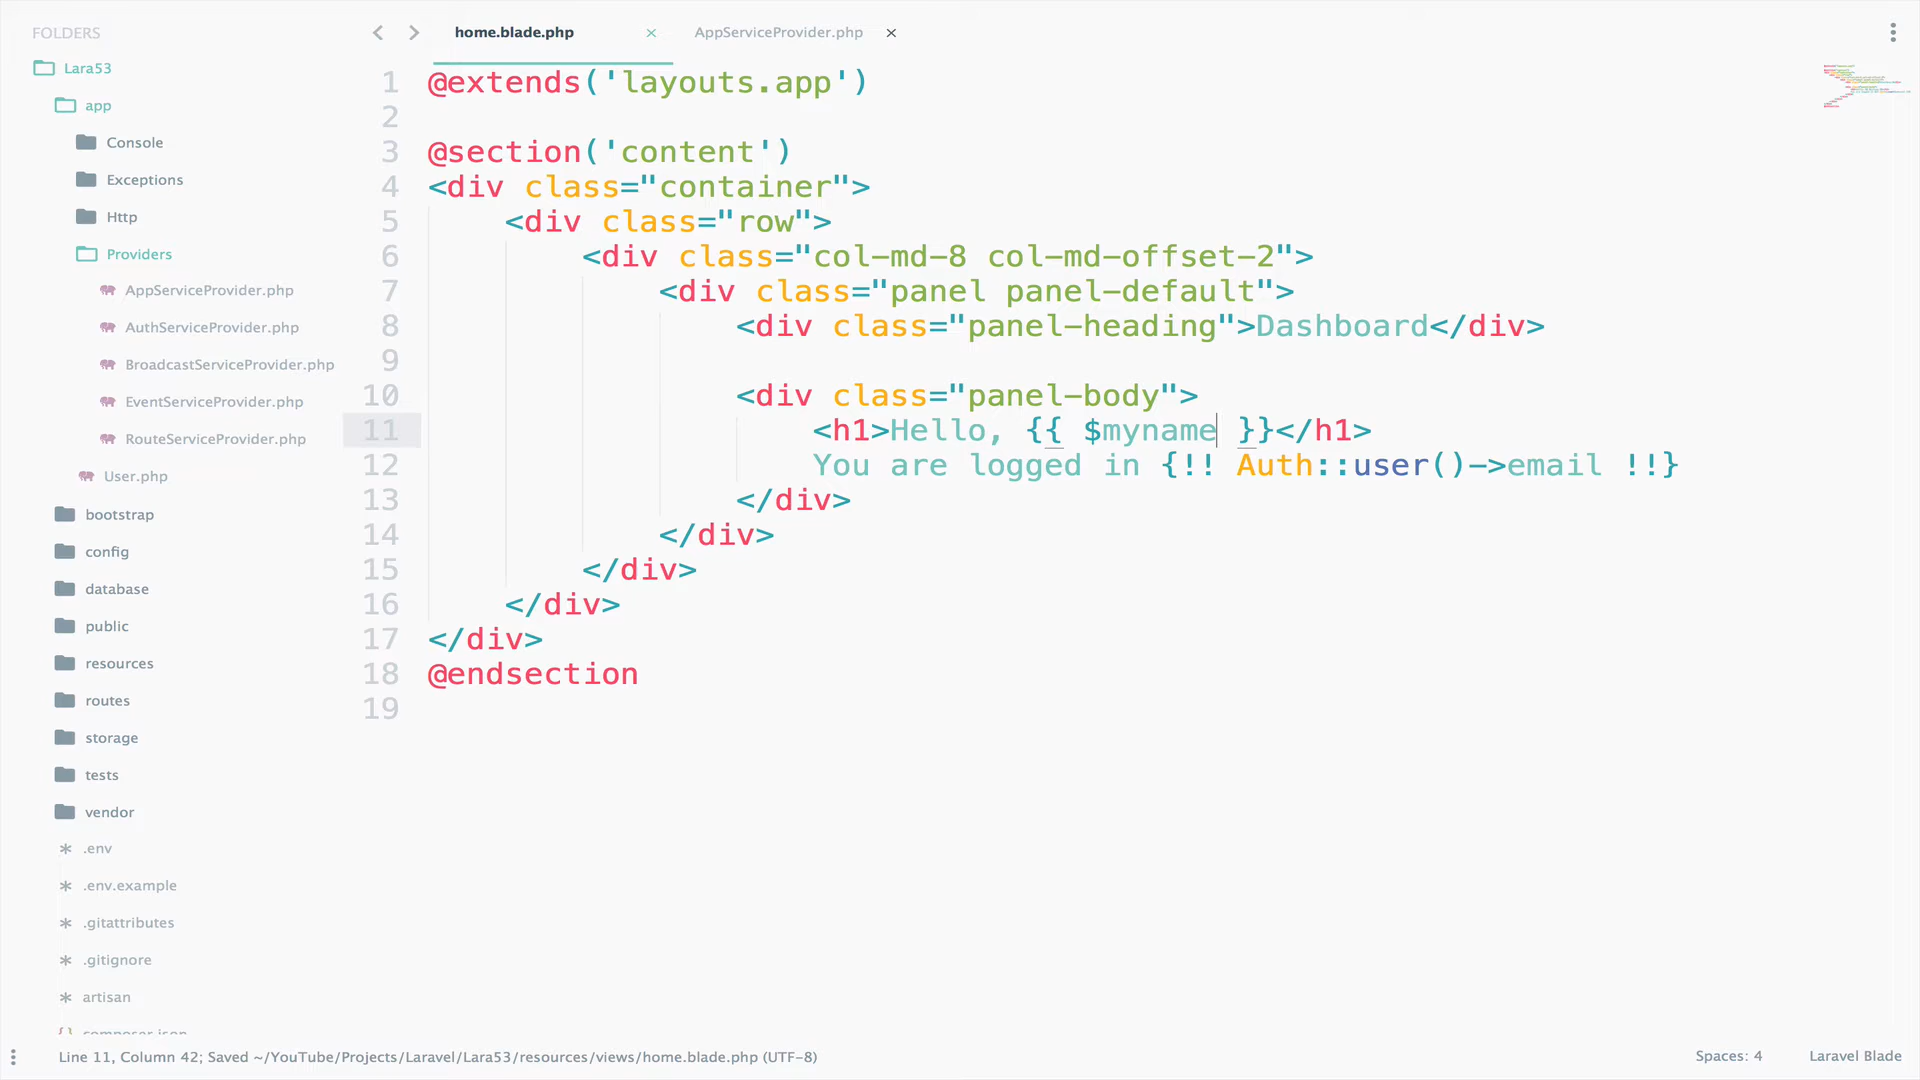 FOLDERS
Lara53
app
Console
Exceptions
Http
Providers
AppServiceProvider.php
AuthServiceProvider.php
BroadcastServiceProvider.php
EventServiceProvider.php
RouteServiceProvider.php
User.php
bootstrap
config
database
public
resources
routes
storage
tests
vendor
.env
.env.example
.gitattributes
.gitignore
artisan
composer.json
home.blade.php
AppServiceProvider.php
1 @extends('layouts.app')
2
3 @section('content')
4 <div class="container">
5 <div class="row">
6 <div class="col-md-8 col-md-offset-2">
7 <div class="panel panel-default">
8 <div class="panel-heading">Dashboard</div>
9
10 <div class="panel-body">
11 <h1>Hello, {{ $myname }}</h1>
12 You are logged in {!! Auth::user()->email !!}
13 </div>
14 </div>
15 </div>
16 </div>
17 </div>
18 @endsection
19
Line 11, Column 42; Saved ~/YouTube/Projects/Laravel/Lara53/resources/views/home.blade.php (UTF-8)
Spaces: 4
Laravel Blade